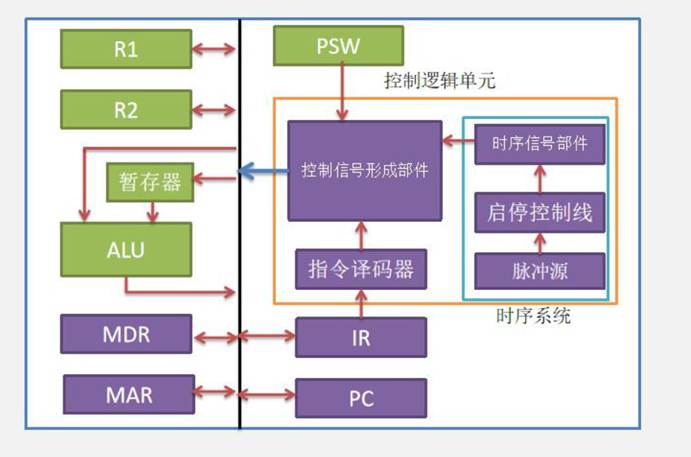 R1
PSW
控制逻辑单元
R2
控制信号形成部件
时序信号部件
暂存器
启停控制线
ALU
指令译码器
脉冲源
时序系统
MDR
IR
MAR
PC